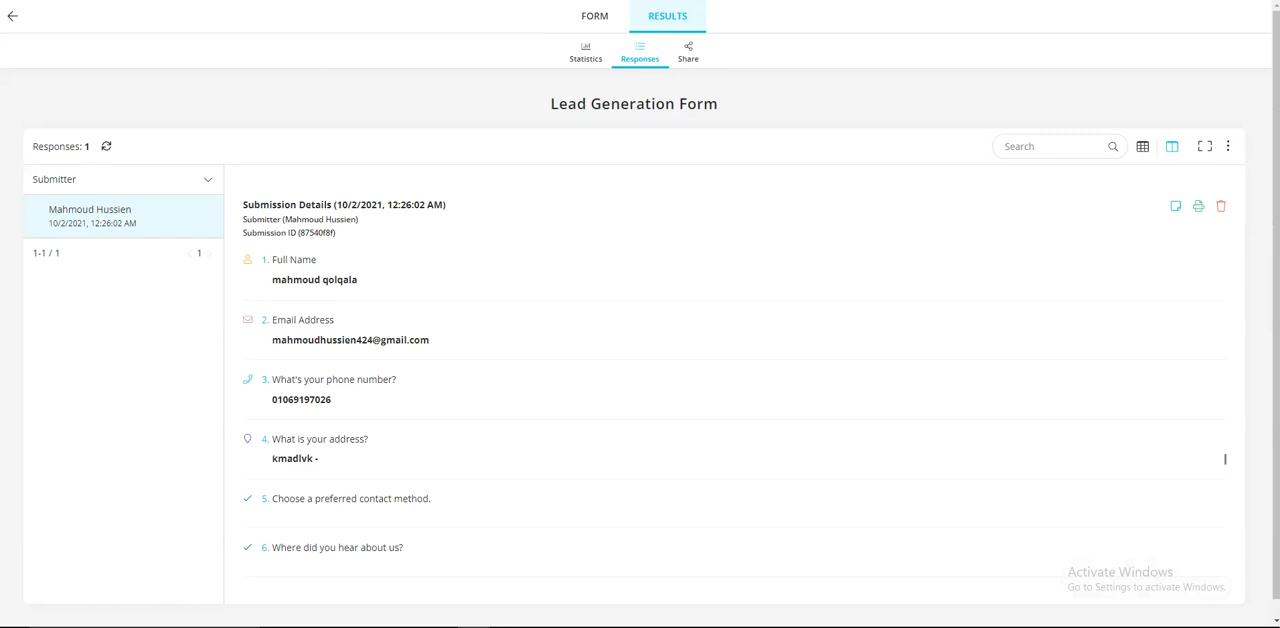 FORM
RESULTS
Statistics
Responses
Share
Lead Generation Form
Responses: 1
Search
Submitter
Mahmoud Hussien
10/2/2021, 12:26:02 AM
1-1 / 1
1
Submission Details (10/2/2021, 12:26:02 AM)
Submitter (Mahmoud Hussien)
Submission ID (87540f8f)
1. Full Name
mahmoud qolqala
2. Email Address
mahmoudhussien424@gmail.com
3. What's your phone number?
01069197026
4. What is your address?
kmadlvk -
5. Choose a preferred contact method.
6. Where did you hear about us?
Activate Windows
Go to Settings to activate Windows.